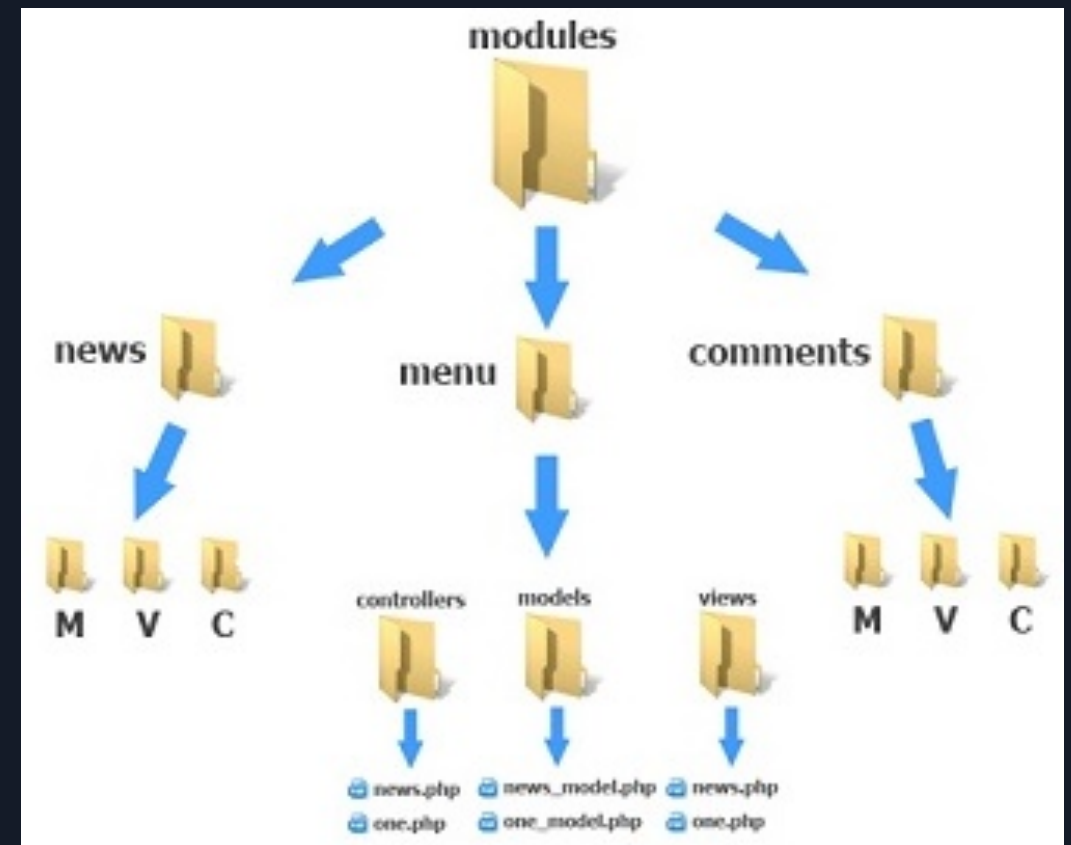 modules
news
menu
comments
M V C
controllers models views
M V C
news.php news_model.php news.php
one.php one_model.php one.php